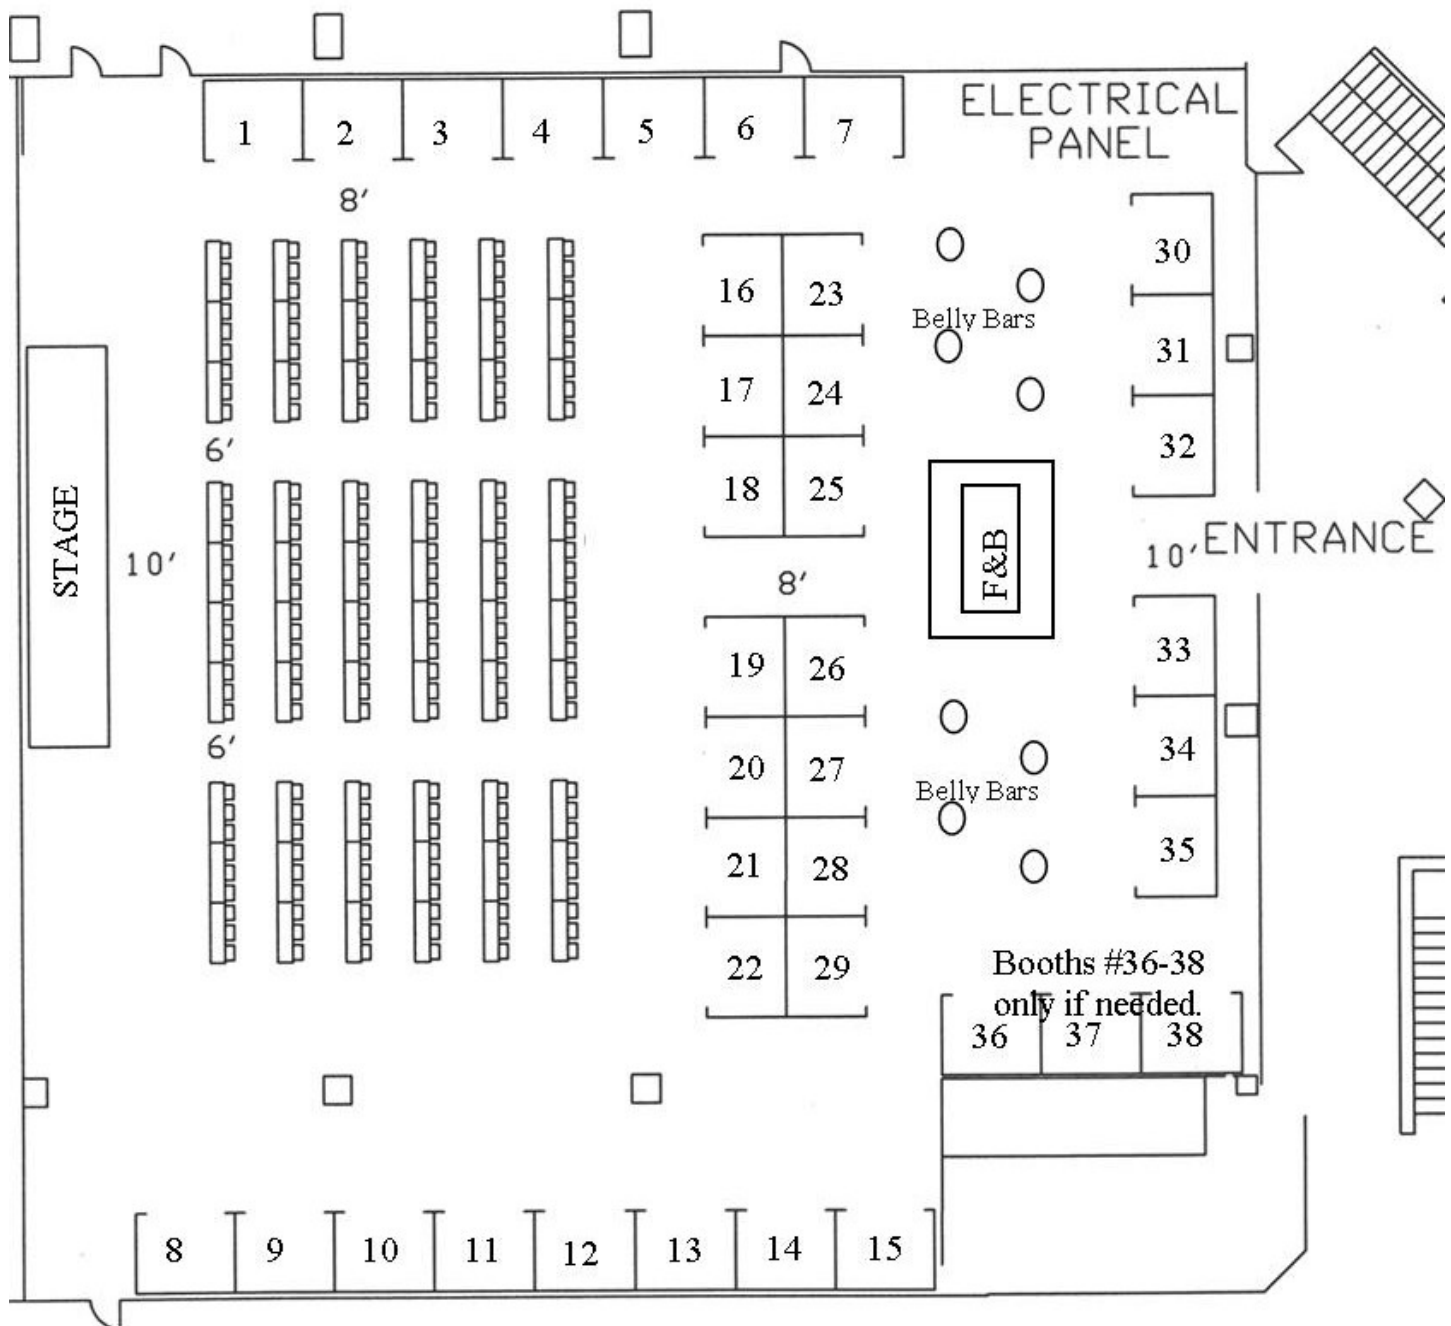 ELECTRICAL
PANEL
1 2 3 4 5 6 7
8'
30
16 23
Belly Bars
31
17 24
6'
32
18 25
STAGE
F&B
10'
10'
ENTRANCE
8'
33
19 26
6'
34
20 27
Belly Bars
35
21 28
22 29
Booths #36-38
only if needed.
36 37 38
8 9 10 11 12 13 14 15